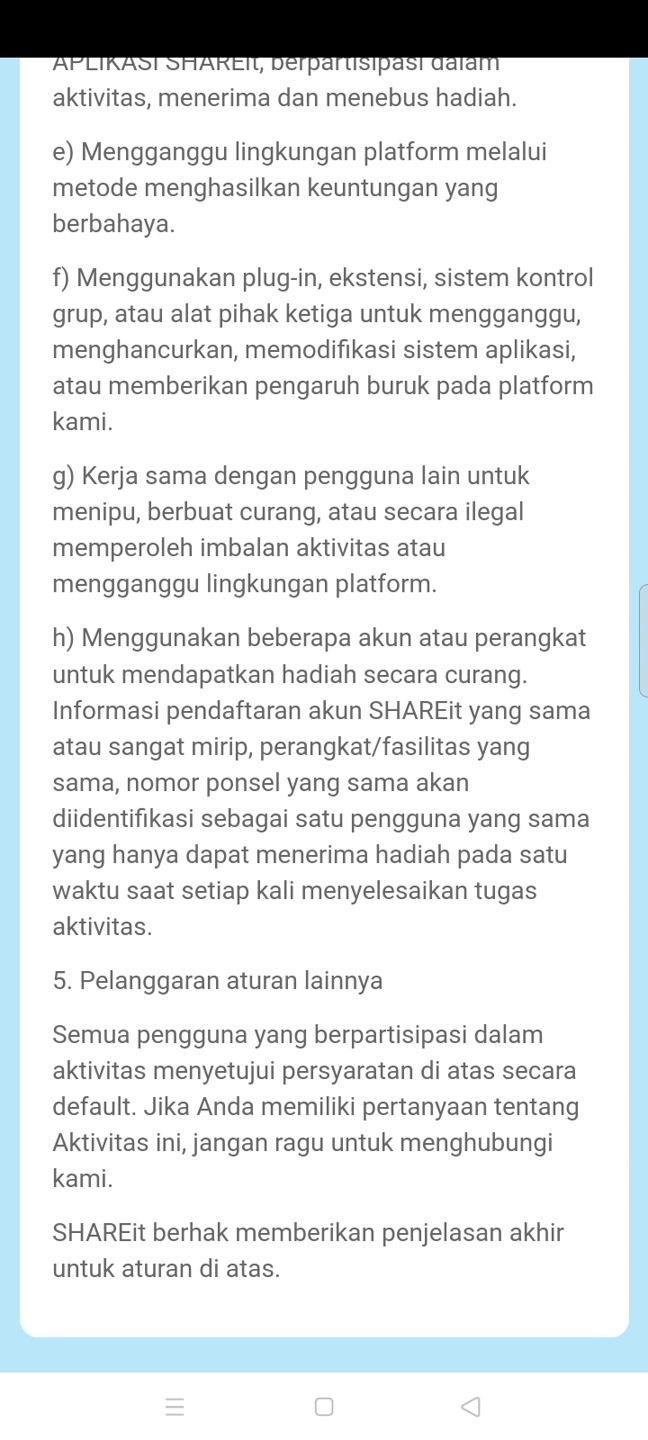 APLIKASI SHAREit, berpartisipasi dalam
aktivitas, menerima dan menebus hadiah.
e) Mengganggu lingkungan platform melalui
metode menghasilkan keuntungan yang
berbahaya.
f) Menggunakan plug-in, ekstensi, sistem kontrol
grup, atau alat pihak ketiga untuk mengganggu,
menghancurkan, memodifikasi sistem aplikasi,
atau memberikan pengaruh buruk pada platform
kami.
g) Kerja sama dengan pengguna lain untuk
menipu, berbuat curang, atau secara ilegal
memperoleh imbalan aktivitas atau
mengganggu lingkungan platform.
h) Menggunakan beberapa akun atau perangkat
untuk mendapatkan hadiah secara curang.
Informasi pendaftaran akun SHAREit yang sama
atau sangat mirip, perangkat/fasilitas yang
sama, nomor ponsel yang sama akan
diidentifikasi sebagai satu pengguna yang sama
yang hanya dapat menerima hadiah pada satu
waktu saat setiap kali menyelesaikan tugas
aktivitas.
5. Pelanggaran aturan lainnya
Semua pengguna yang berpartisipasi dalam
aktivitas menyetujui persyaratan di atas secara
default. Jika Anda memiliki pertanyaan tentang
Aktivitas ini, jangan ragu untuk menghubungi
kami.
SHAREit berhak memberikan penjelasan akhir
untuk aturan di atas.